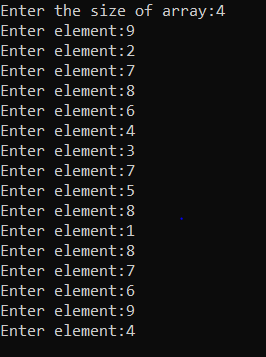 Enter the size of array:4
Enter element:9
Enter element:2
Enter element:7
Enter element:8
Enter element:6
Enter element:4
Enter element:3
Enter element:7
Enter element:5
Enter element:8
Enter element:1
Enter element:8
Enter element:7
Enter element:6
Enter element:9
Enter element:4